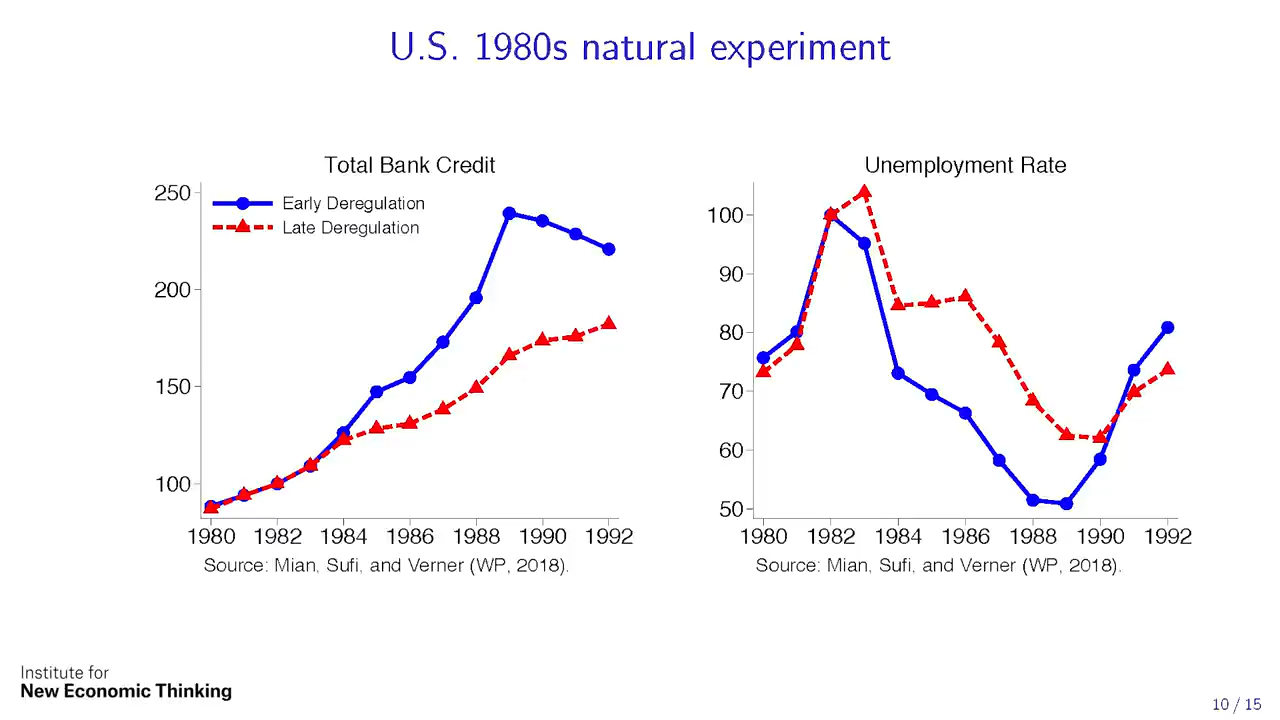 U.S. 1980s natural experiment
Total Bank Credit
250
200
150
100
Early Deregulation
Late Deregulation
1980 1982 1984 1986 1988 1990 1992
Source: Mian, Sufi, and Verner (WP, 2018).
Unemployment Rate
100
90
80
70
60
50
1980 1982 1984 1986 1988 1990 1992
Source: Mian, Sufi, and Verner (WP, 2018).
Institute for
New Economic Thinking
10 / 15